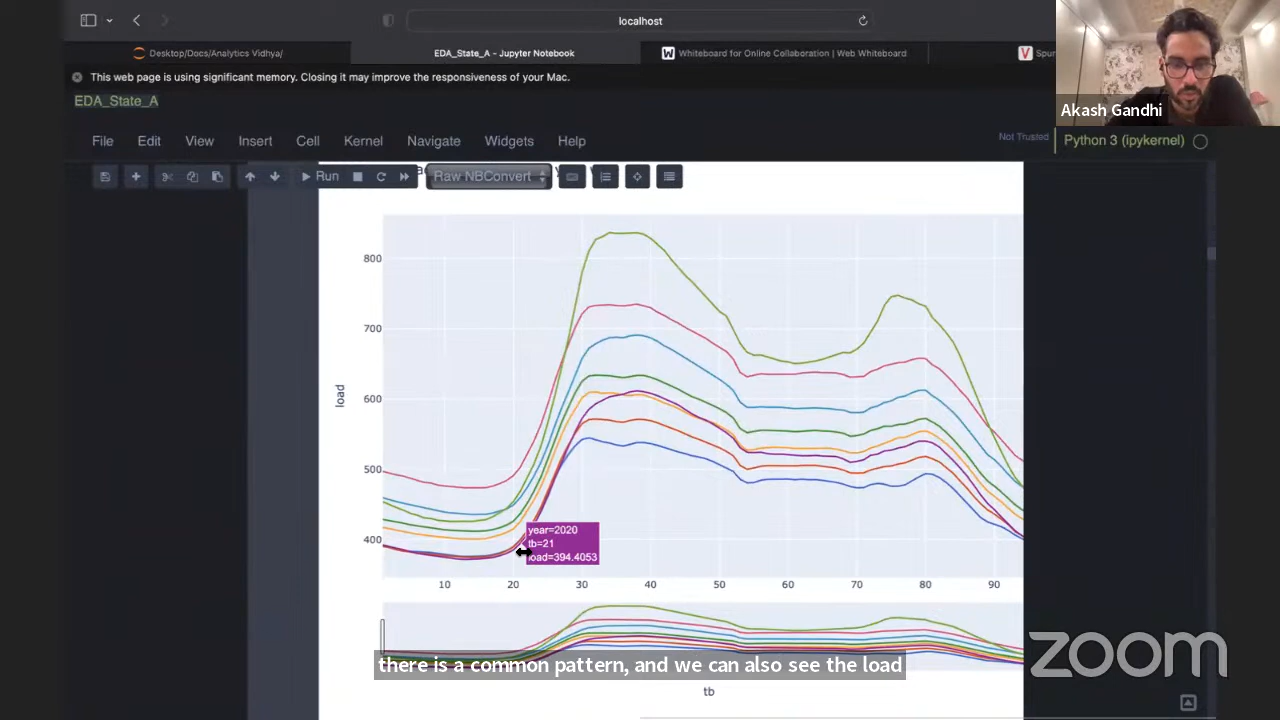 localhost
Desktop/Docs/Analytics Vidhya/
EDA_State_A - Jupyter Notebook
Whiteboard for Online Collaboration | Web Whiteboard
Spur
This web page is using significant memory. Closing it may improve the responsiveness of your Mac.
EDA_State_A
Akash Gandhi
File Edit View Insert Cell Kernel Navigate Widgets Help
Not Trusted
Python 3 (ipykernel)
Run
Raw NBConvert
800
700
600
500
400
load
year=2020
tb=21
load=394.4053
10 20 30 40 50 60 70 80 90
there is a common pattern, and we can also see the load
tb
zoom